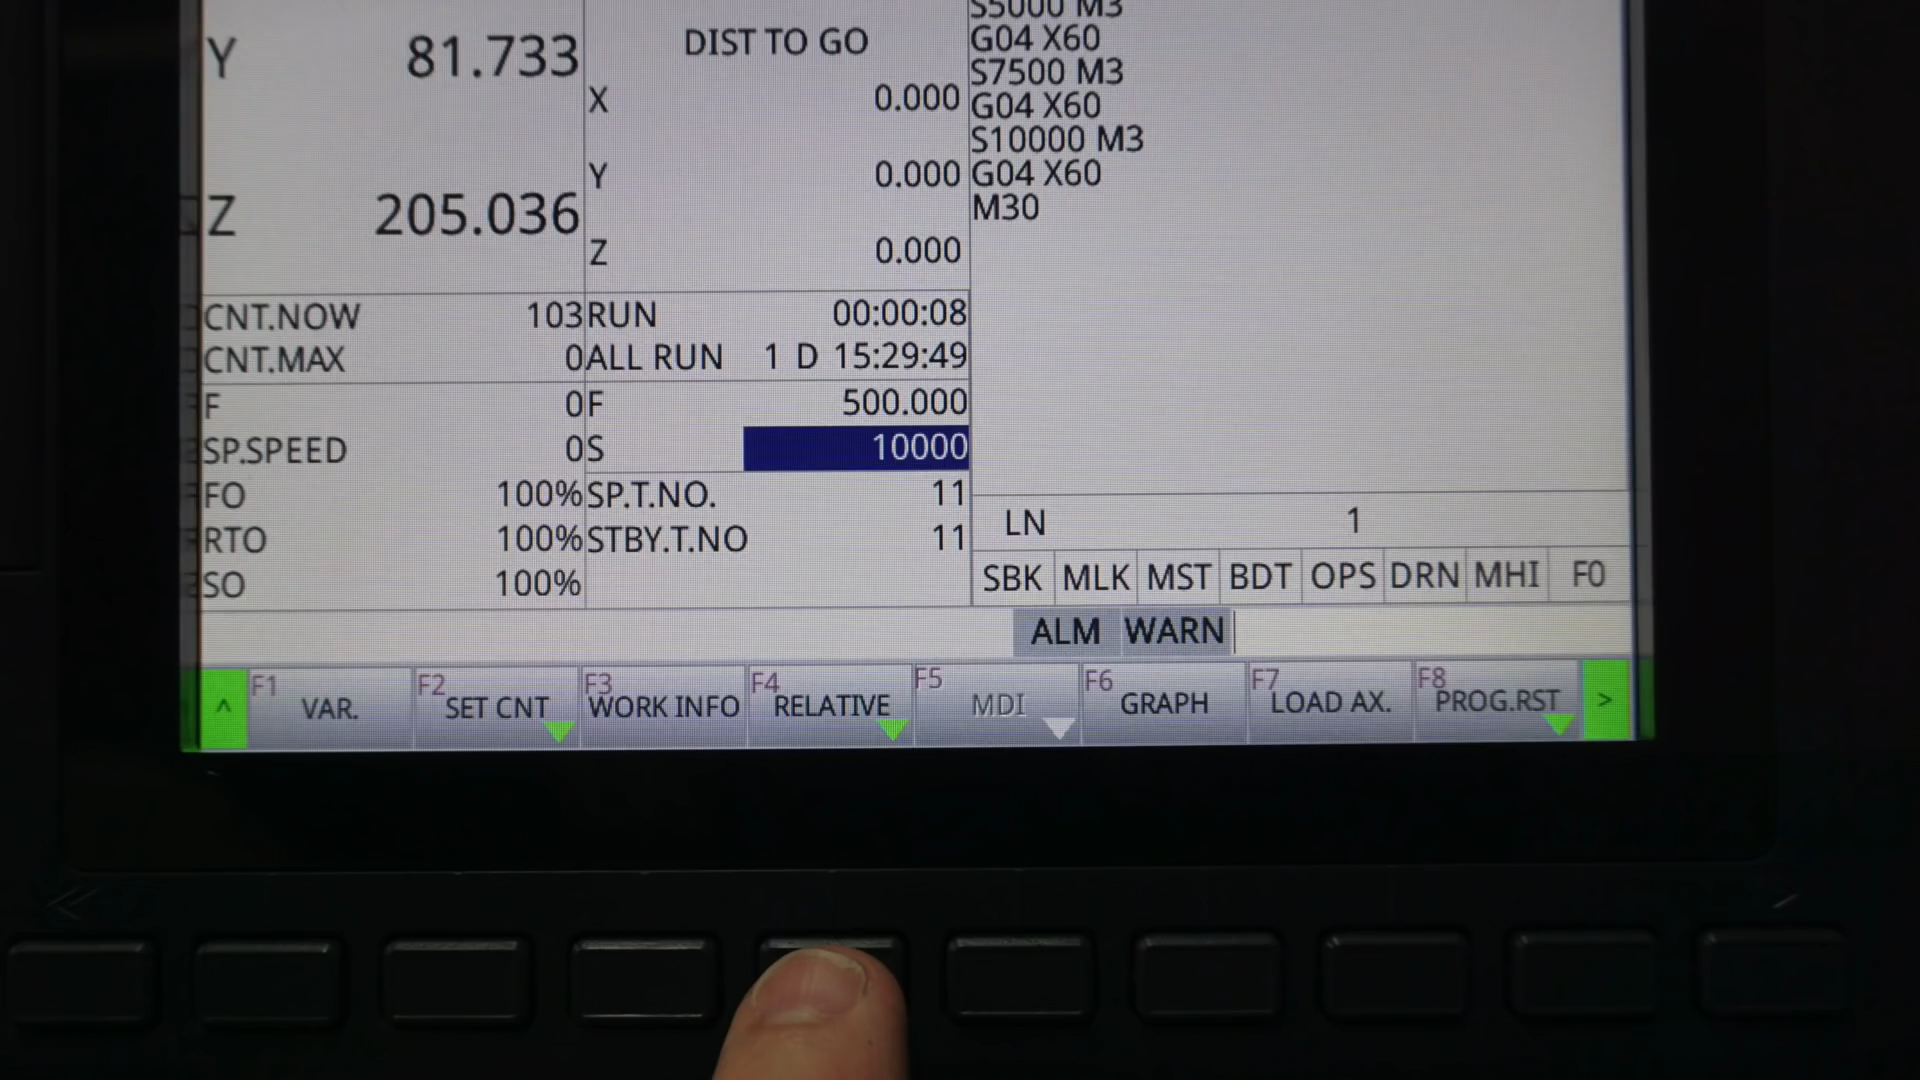 Y 81.733
Z 205.036
DIST TO GO
X 0.000
Y 0.000
Z 0.000
S5000 M3
G04 X60
S7500 M3
G04 X60
S10000 M3
G04 X60
M30
CNT.NOW 103
CNT.MAX 0
RUN 00:00:08
ALL RUN 1 D 15:29:49
F 0
SP.SPEED 0
FO 100%
RTO 100%
SO 100%
F 500.000
S 10000
SP.T.NO. 11
STBY.T.NO 11
LN 1
SBK MLK MST BDT OPS DRN MHI F0
ALM WARN
^ F1 VAR. F2 SET CNT F3 WORK INFO F4 RELATIVE F5 MDI F6 GRAPH F7 LOAD AX. F8 PROG.RST >